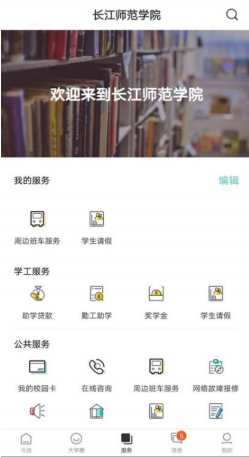 长江师范学院
欢迎来到长江师范学院
我的服务 编辑
周边班车服务 学生请假
学工服务
助学贷款 勤工助学 奖学金 学生请假
公共服务
我的校园卡 在线咨询 周边班车服务 网络故障报修
5
今选 大学圈 服务 消息 我的